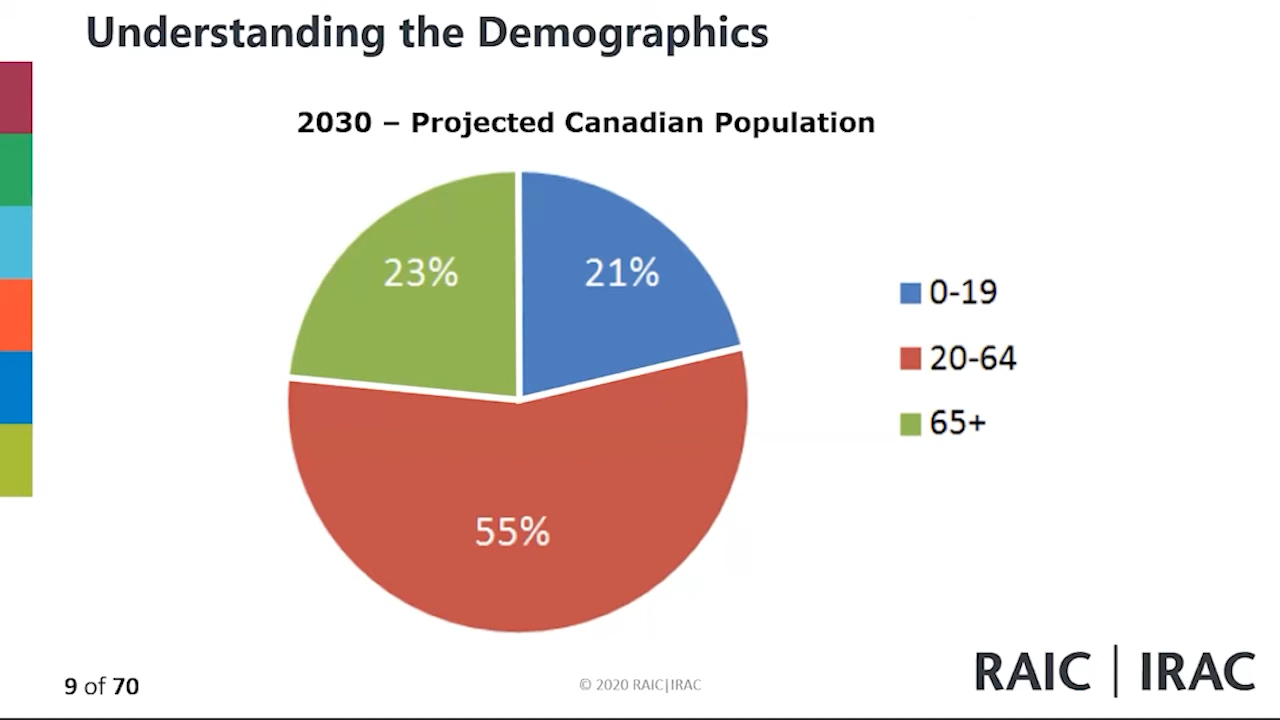 Understanding the Demographics
2030 – Projected Canadian Population
23%
21%
55%
0-19
20-64
65+
9 of 70
© 2020 RAIC|IRAC
RAIC | IRAC